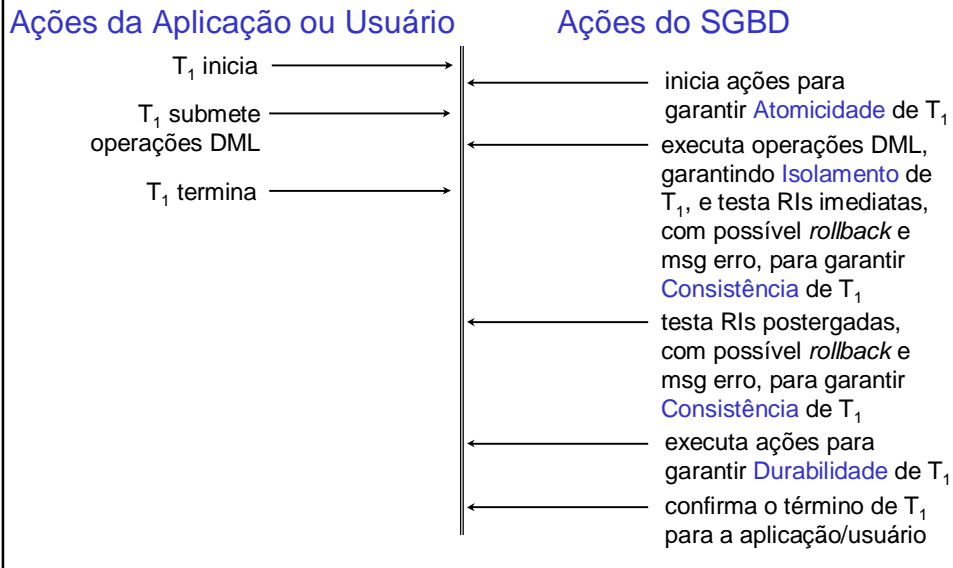 Ações da Aplicação ou Usuário
Ações do SGBD
T1 inicia
inicia ações para
garantir Atomicidade de T1
T1 submete
operações DML
executa operações DML,
garantindo Isolamento de
T1, e testa RIs imediatas,
com possível rollback e
msg erro, para garantir
Consistência de T1
T1 termina
testa RIs postergadas,
com possível rollback e
msg erro, para garantir
Consistência de T1
executa ações para
garantir Durabilidade de T1
confirma o término de T1
para a aplicação/usuário